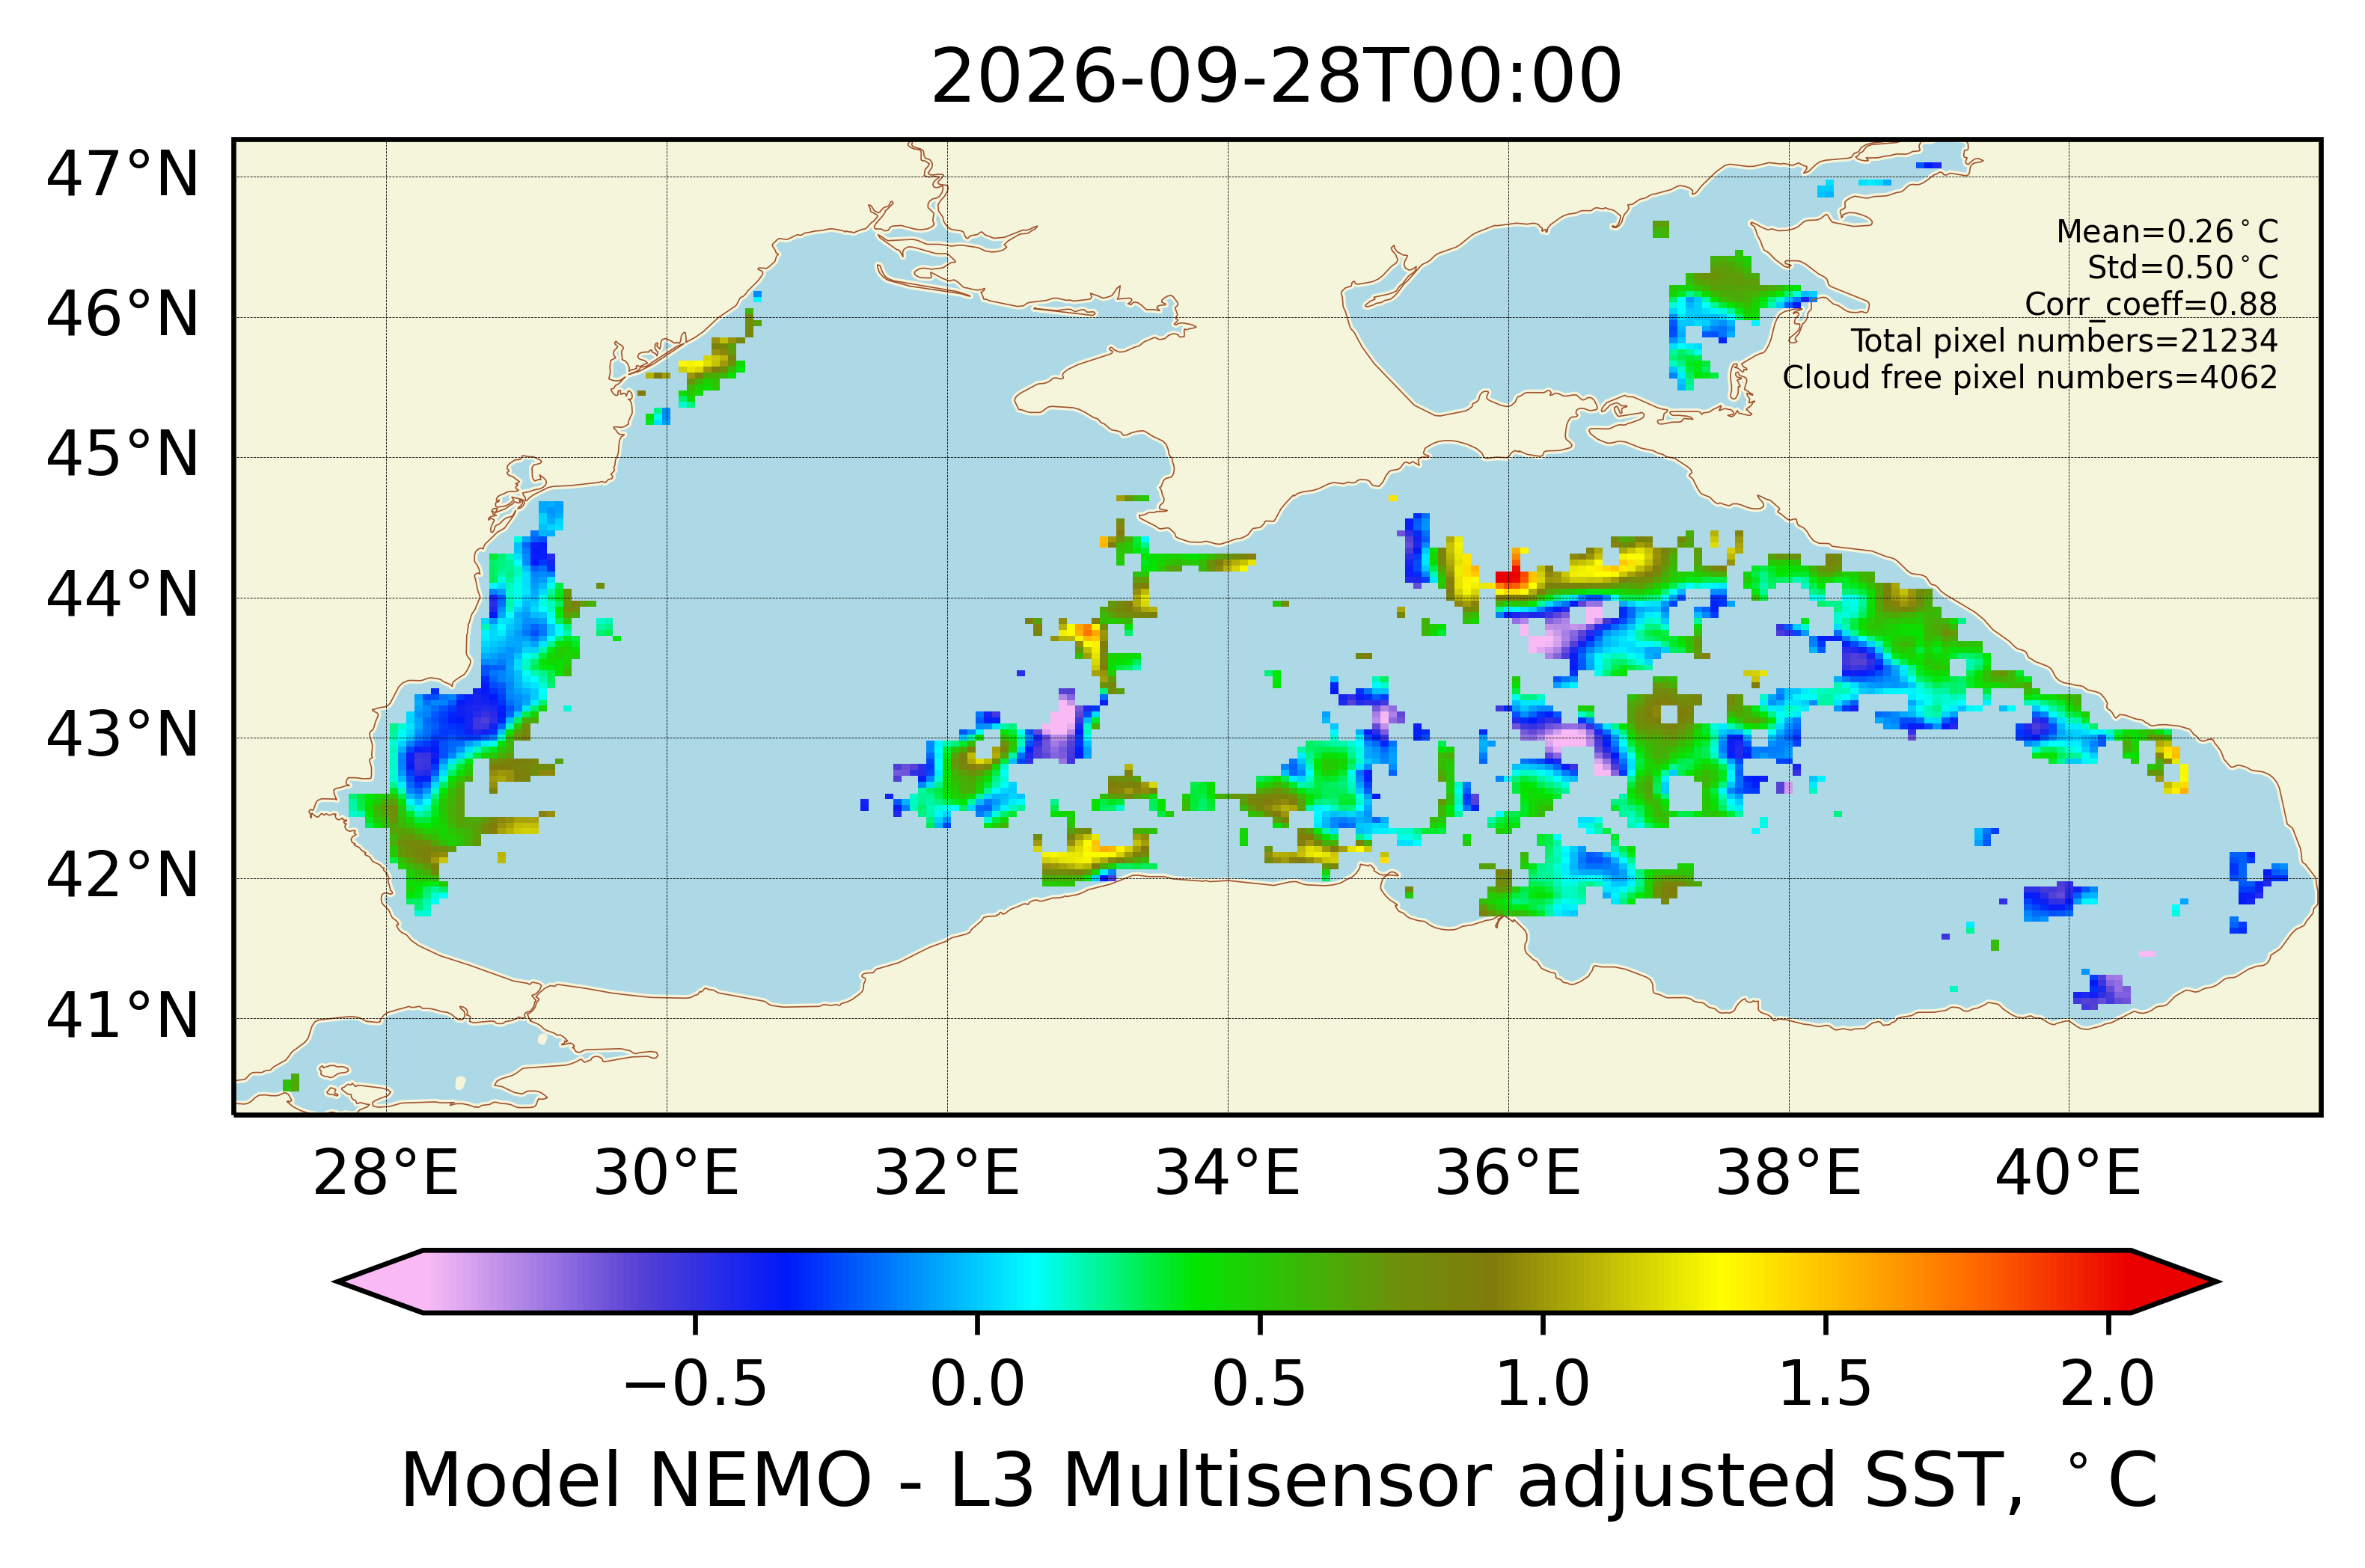 2026-09-28T00:00
47°N
46°N
45°N
44°N
43°N
42°N
41°N
Mean=0.26°C
Std=0.50°C
Corr_coeff=0.88
Total pixel numbers=21234
Cloud free pixel numbers=4062
28°E 30°E 32°E 34°E 36°E 38°E 40°E
−0.5 0.0 0.5 1.0 1.5 2.0
Model NEMO - L3 Multisensor adjusted SST, °C